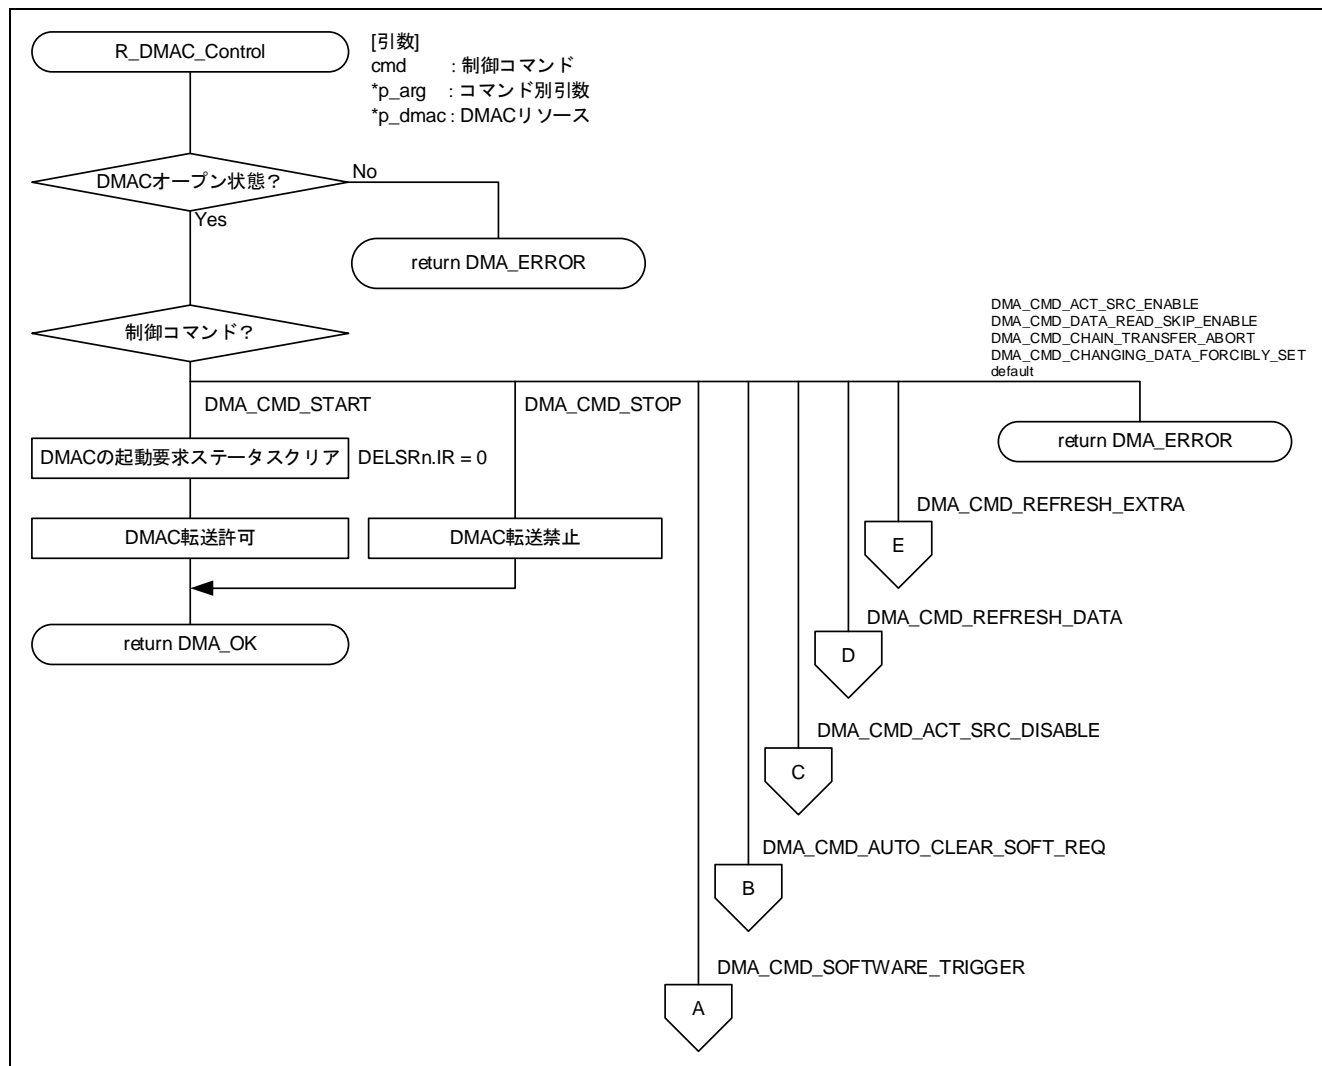 R_DMAC_Control
[引数]
cmd : 制御コマンド
*p_arg : コマンド別引数
*p_dmac : DMACリソース
DMACオープン状態？
No
Yes
return DMA_ERROR
制御コマンド？
DMA_CMD_ACT_SRC_ENABLE
DMA_CMD_DATA_READ_SKIP_ENABLE
DMA_CMD_CHAIN_TRANSFER_ABORT
DMA_CMD_CHANGING_DATA_FORCIBLY_SET
default
DMA_CMD_START
DMA_CMD_STOP
return DMA_ERROR
DMACの起動要求ステータスクリア
DELSRn.IR = 0
DMA_CMD_REFRESH_EXTRA
DMAC転送許可
DMAC転送禁止
E
DMA_CMD_REFRESH_DATA
return DMA_OK
D
DMA_CMD_ACT_SRC_DISABLE
C
DMA_CMD_AUTO_CLEAR_SOFT_REQ
B
DMA_CMD_SOFTWARE_TRIGGER
A